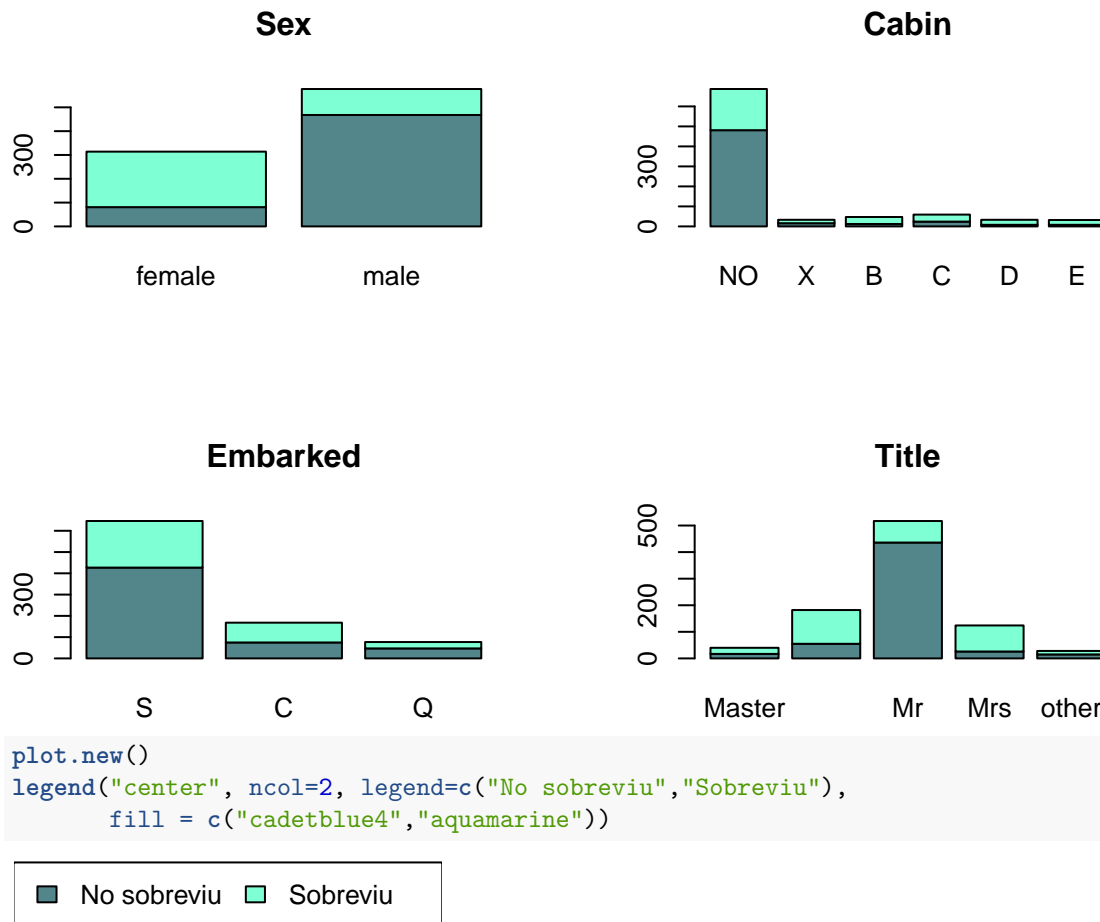 Sex
300
0
female male
Cabin
300
0
NO X B C D E
Embarked
300
0
S C Q
Title
500
200
0
Master Mr Mrs other
plot.new()
legend("center", ncol=2, legend=c("No sobreviu","Sobreviu"),
fill = c("cadetblue4","aquamarine"))
No sobreviu Sobreviu